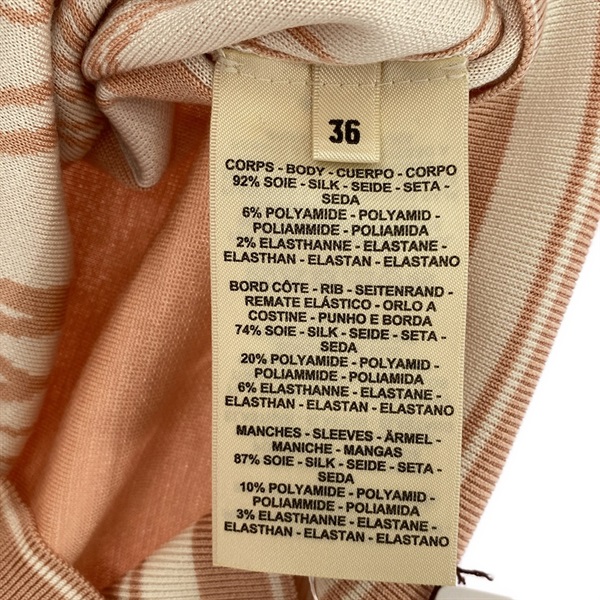 36
CORPS - BODY - CUERPO - CORPO
92% SOIE - SILK - SEIDE - SETA -
SEDA
6% POLYAMIDE - POLYAMID -
POLIAMMIDE - POLIAMIDA
2% ELASTHANNE - ELASTANE -
ELASTHAN - ELASTAN - ELASTANO
BORD CÔTE - RIB - SEITENRAND -
REMATE ELÁSTICO - ORLO A
COSTINE - PUNHO E BORDA
74% SOIE - SILK - SEIDE - SETA -
SEDA
20% POLYAMIDE - POLYAMID -
POLIAMMIDE - POLIAMIDA
6% ELASTHANNE - ELASTANE -
ELASTHAN - ELASTAN - ELASTANO
MANCHES - SLEEVES - ÄRMEL -
MANICHE - MANGAS
87% SOIE - SILK - SEIDE - SETA -
SEDA
10% POLYAMIDE - POLYAMID -
POLIAMMIDE - POLIAMIDA
3% ELASTHANNE - ELASTANE -
ELASTHAN - ELASTAN - ELASTANO